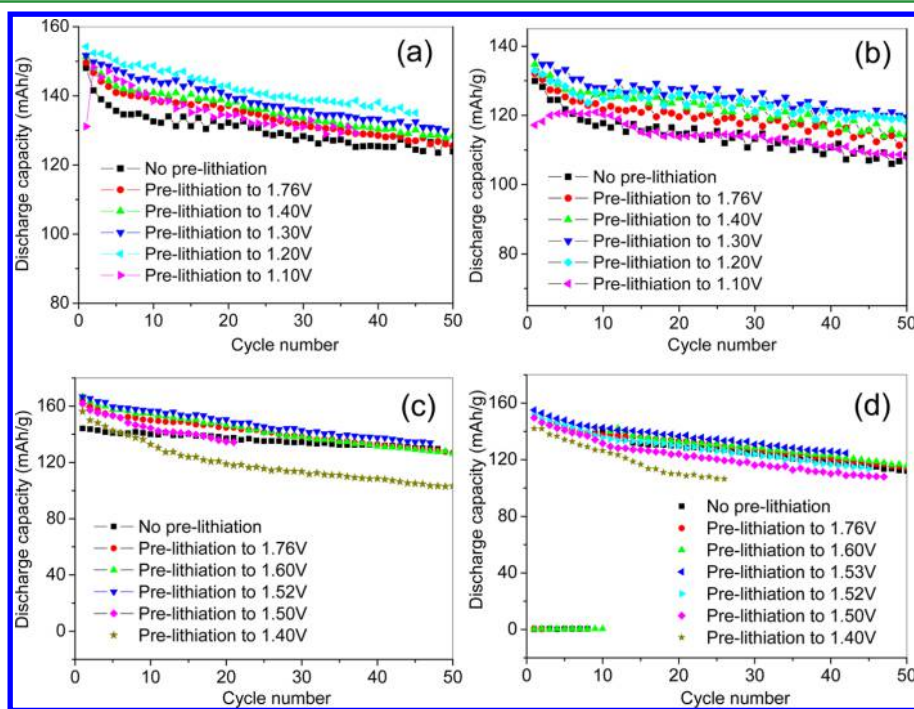 160
140
120
100
80
0
10
20
30
40
50
Discharge capacity (mAh/g)
Cycle number
(a)
No pre-lithiation
Pre-lithiation to 1.76V
Pre-lithiation to 1.40V
Pre-lithiation to 1.30V
Pre-lithiation to 1.20V
Pre-lithiation to 1.10V
140
120
100
80
0
10
20
30
40
50
Discharge capacity (mAh/g)
Cycle number
(b)
No pre-lithiation
Pre-lithiation to 1.76V
Pre-lithiation to 1.40V
Pre-lithiation to 1.30V
Pre-lithiation to 1.20V
Pre-lithiation to 1.10V
160
120
80
40
0
0
10
20
30
40
50
Discharge capacity (mAh/g)
Cycle number
(c)
No pre-lithiation
Pre-lithiation to 1.76V
Pre-lithiation to 1.60V
Pre-lithiation to 1.52V
Pre-lithiation to 1.50V
Pre-lithiation to 1.40V
160
120
80
40
0
0
10
20
30
40
50
Discharge capacity (mAh/g)
Cycle number
(d)
No pre-lithiation
Pre-lithiation to 1.76V
Pre-lithiation to 1.60V
Pre-lithiation to 1.53V
Pre-lithiation to 1.52V
Pre-lithiation to 1.50V
Pre-lithiation to 1.40V